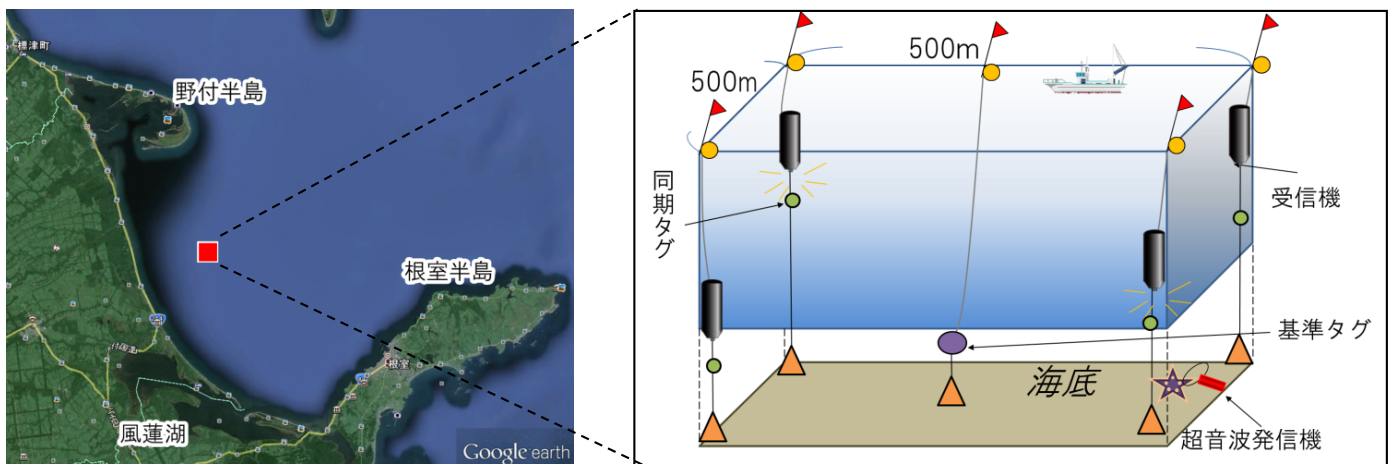 標津町
野付半島
根室半島
根室
風蓮湖
Google earth
500m
500m
同期タグ
受信機
基準タグ
海底
超音波発信機